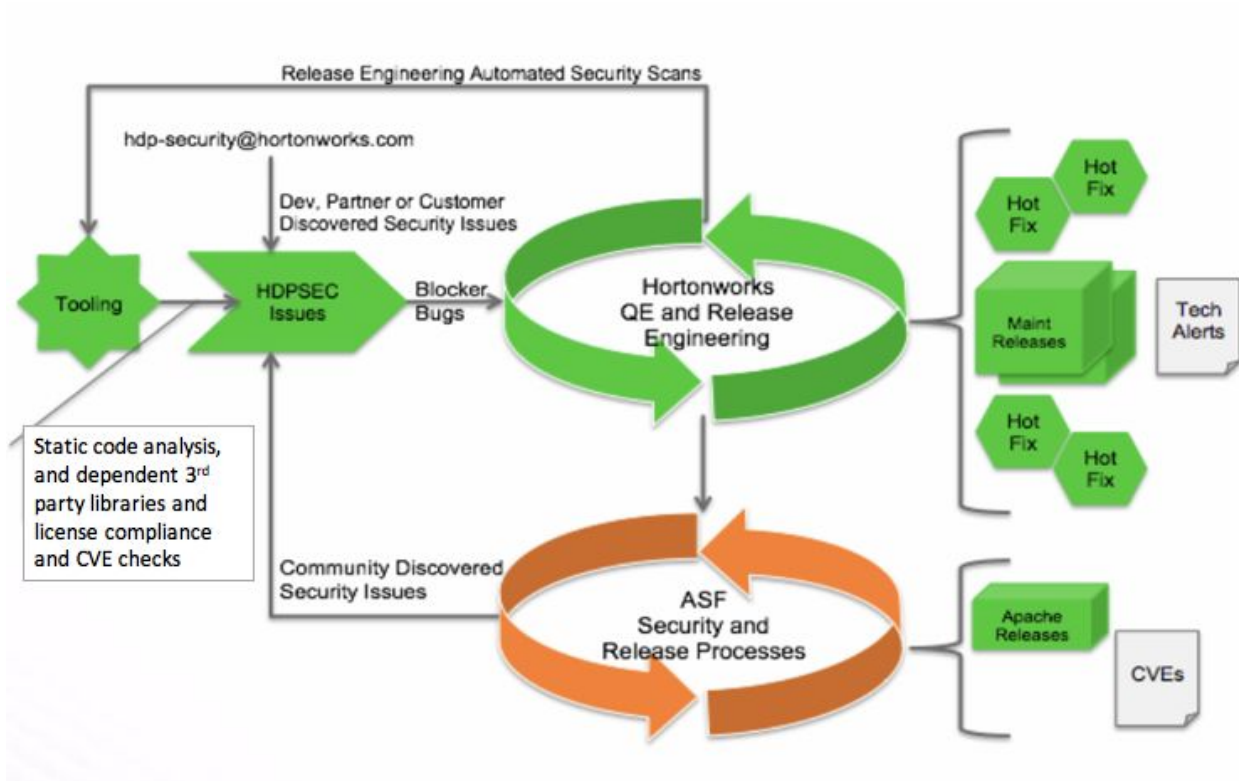 Release Engineering Automated Security Scans
hdp-security@hortonworks.com
Dev, Partner or Customer
Discovered Security Issues
Tooling
HDPSEC
Issues
Blocker
Bugs
Hortonworks
QE and Release
Engineering
Hot
Fix
Hot
Fix
Maint
Releases
Tech
Alerts
Hot
Fix
Hot
Fix
Static code analysis,
and dependent 3rd
party libraries and
license compliance
and CVE checks
Community Discovered
Security Issues
ASF
Security and
Release Processes
Apache
Releases
CVEs